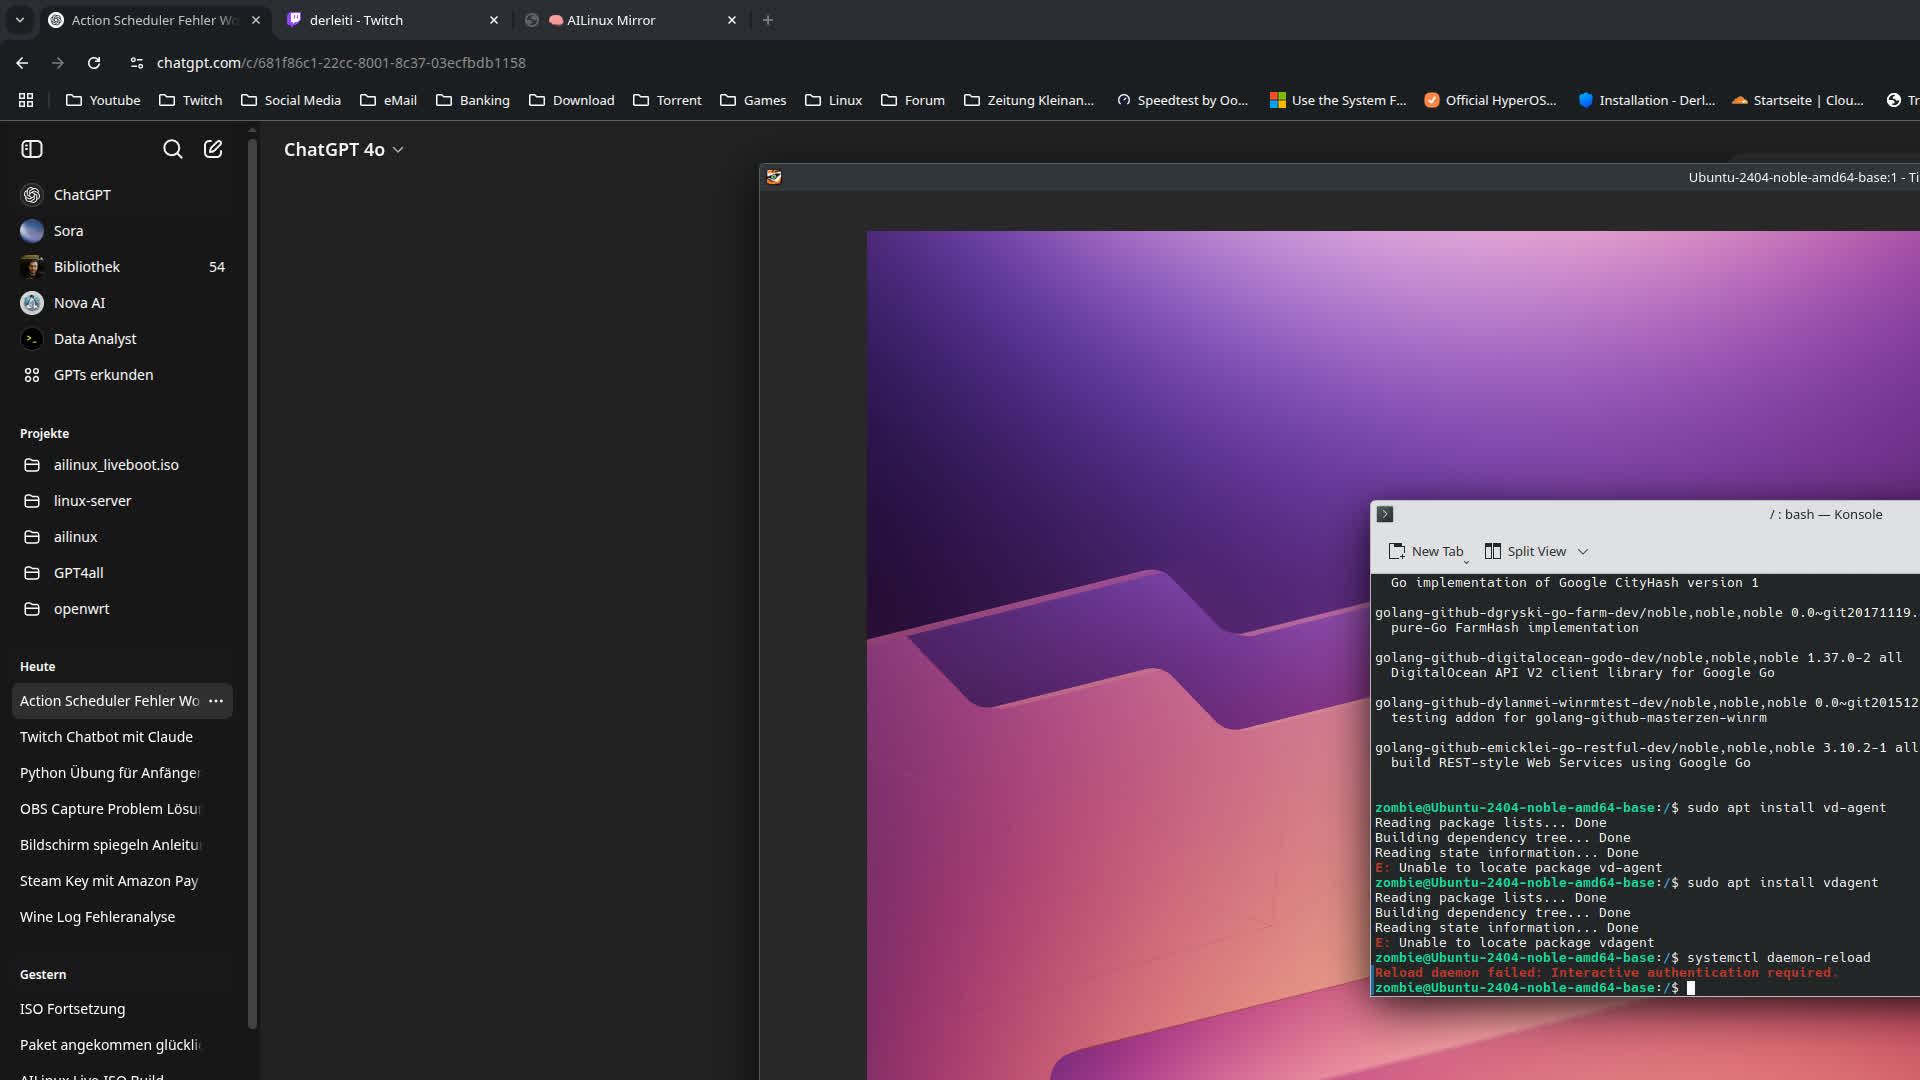 Action Scheduler Fehler Wo
derleiti - Twitch
AILinux Mirror
chatgpt.com/c/681f86c1-22cc-8001-8c37-03ecfbdb1158
Youtube
Twitch
Social Media
eMail
Banking
Download
Torrent
Games
Linux
Forum
Zeitung Kleinan...
Speedtest by Oo...
Use the System F...
Official HyperOS...
Installation - Derl...
Startseite | Clou...
Tr
ChatGPT 4o
ChatGPT
Sora
Bibliothek 54
Nova AI
Data Analyst
GPTs erkunden
Projekte
ailinux_liveboot.iso
linux-server
ailinux
GPT4all
openwrt
Heute
Action Scheduler Fehler Wo
Twitch Chatbot mit Claude
Python Übung für Anfänger
OBS Capture Problem Lösu
Bildschirm spiegeln Anleitu
Steam Key mit Amazon Pay
Wine Log Fehleranalyse
Gestern
ISO Fortsetzung
Paket angekommen glückli
AILinux Live ISO Build
Ubuntu-2404-noble-amd64-base:1 - Ti
/ : bash — Konsole
New Tab
Split View
Go implementation of Google CityHash version 1
golang-github-dgryski-go-farm-dev/noble,noble,noble 0.0~git20171119.
pure-Go FarmHash implementation
golang-github-digitalocean-godo-dev/noble,noble,noble 1.37.0-2 all
DigitalOcean API V2 client library for Google Go
golang-github-dylanmei-winrmtest-dev/noble,noble,noble 0.0~git201512
testing addon for golang-github-masterzen-winrm
golang-github-emicklei-go-restful-dev/noble,noble,noble 3.10.2-1 all
build REST-style Web Services using Google Go
zombie@Ubuntu-2404-noble-amd64-base:/$ sudo apt install vd-agent
Reading package lists... Done
Building dependency tree... Done
Reading state information... Done
E: Unable to locate package vd-agent
zombie@Ubuntu-2404-noble-amd64-base:/$ sudo apt install vdagent
Reading package lists... Done
Building dependency tree... Done
Reading state information... Done
E: Unable to locate package vdagent
zombie@Ubuntu-2404-noble-amd64-base:/$ systemctl daemon-reload
Reload daemon failed: Interactive authentication required.
zombie@Ubuntu-2404-noble-amd64-base:/$